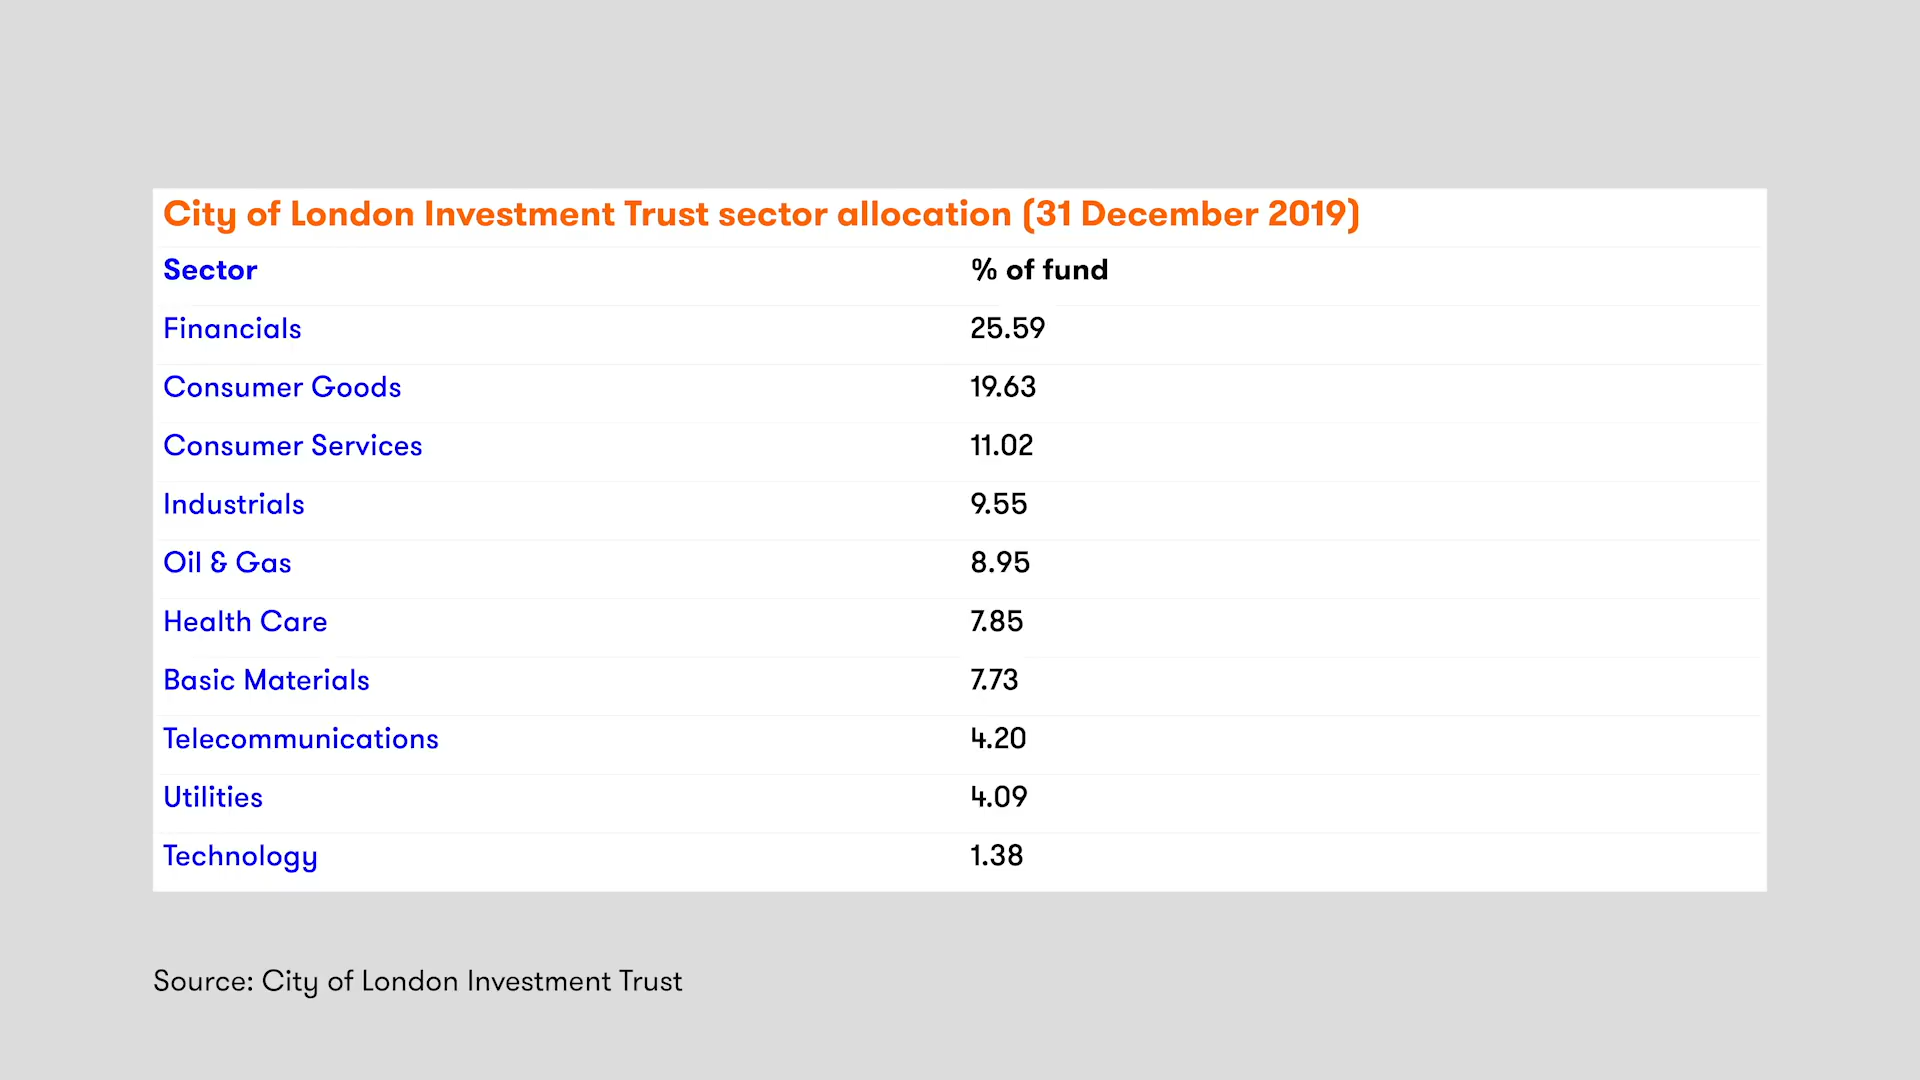 City of London Investment Trust sector allocation (31 December 2019)
Sector % of fund
Financials 25.59
Consumer Goods 19.63
Consumer Services 11.02
Industrials 9.55
Oil & Gas 8.95
Health Care 7.85
Basic Materials 7.73
Telecommunications 4.20
Utilities 4.09
Technology 1.38
Source: City of London Investment Trust